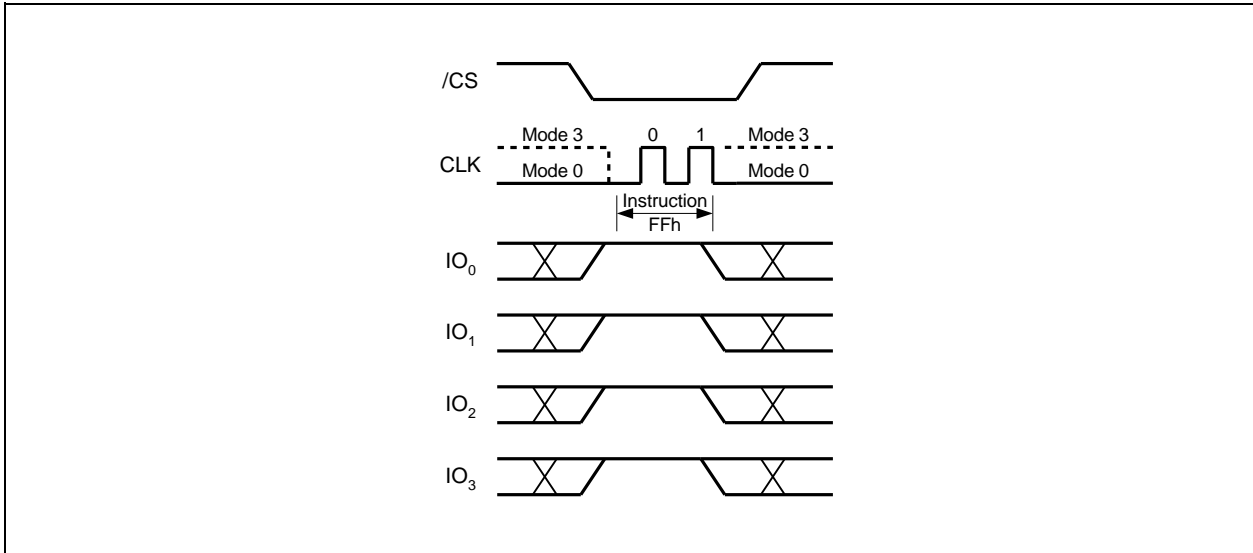 /CS
Mode 3 0 1 Mode 3
CLK
Mode 0 Mode 0
Instruction
FFh
IO0
IO1
IO2
IO3